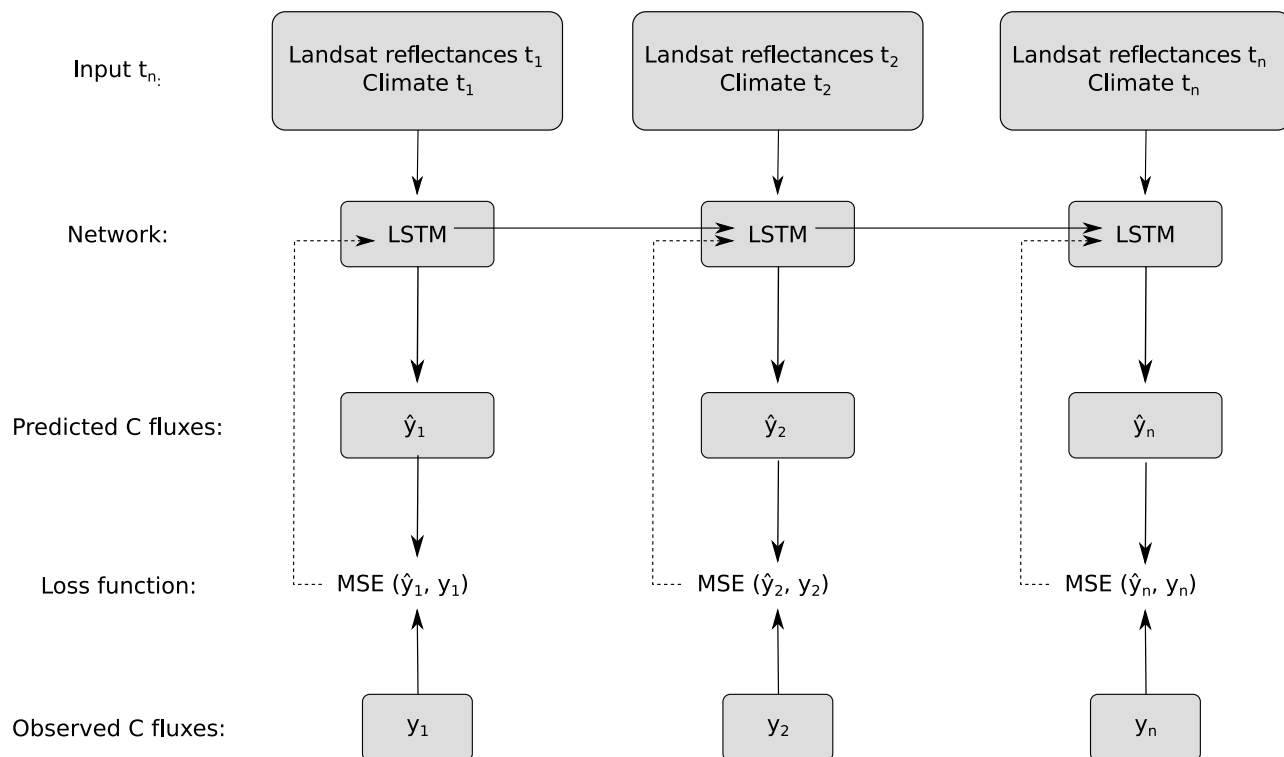 Input tₙ:
Landsat reflectances t₁
Climate t₁
Landsat reflectances t₂
Climate t₂
Landsat reflectances tₙ
Climate tₙ
Network:
LSTM
LSTM
LSTM
Predicted C fluxes:
ŷ₁
ŷ₂
ŷₙ
Loss function:
MSE (ŷ₁, y₁)
MSE (ŷ₂, y₂)
MSE (ŷₙ, yₙ)
Observed C fluxes:
y₁
y₂
yₙ